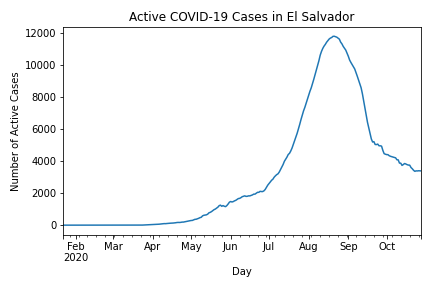 Active COVID-19 Cases in El Salvador
Number of Active Cases
12000
10000
8000
6000
4000
2000
0
Feb Mar Apr May Jun Jul Aug Sep Oct
2020
Day